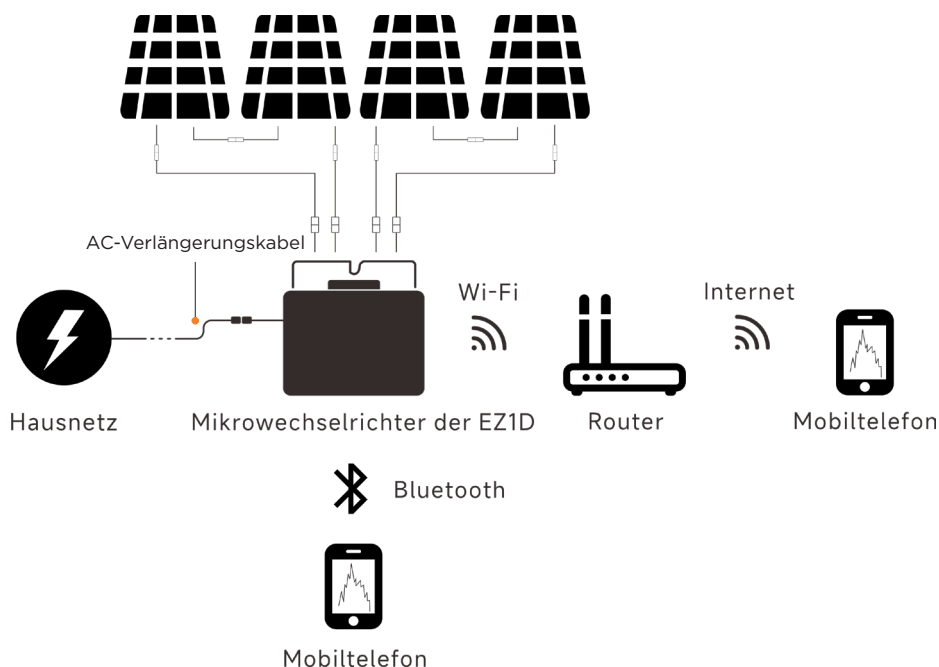 AC-Verlängerungskabel
Wi-Fi
Internet
Hausnetz
Mikrowechselrichter der EZ1D
Router
Mobiltelefon
Bluetooth
Mobiltelefon